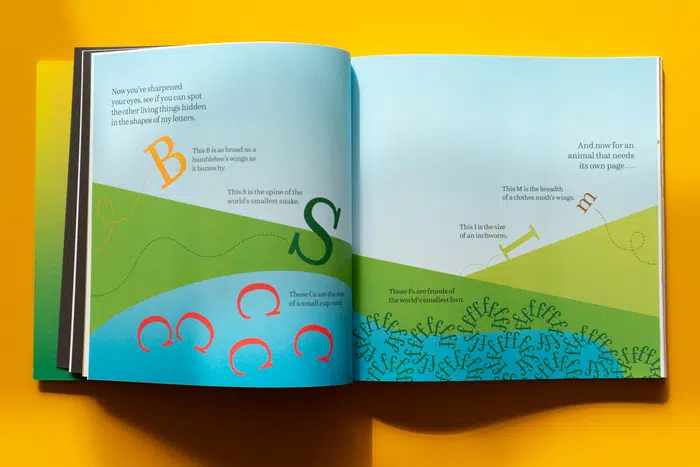 Now you've sharpened
your eyes, see if you can spot
the other living things hidden
in the shapes of my letters.
B
This B is as broad as a
bumblebee's wings as
it buzzes by.
This S is the spine of the
world's smallest snake.
S
These Cs are the size
of a small cup coral.
C
C
C
C
C
And now for an
animal that needs
its own page . . .
This M is the breadth
of a clothes moth's wings.
m
This I is the size
of an inchworm.
I
These Fs are fronds of
the world's smallest fern.